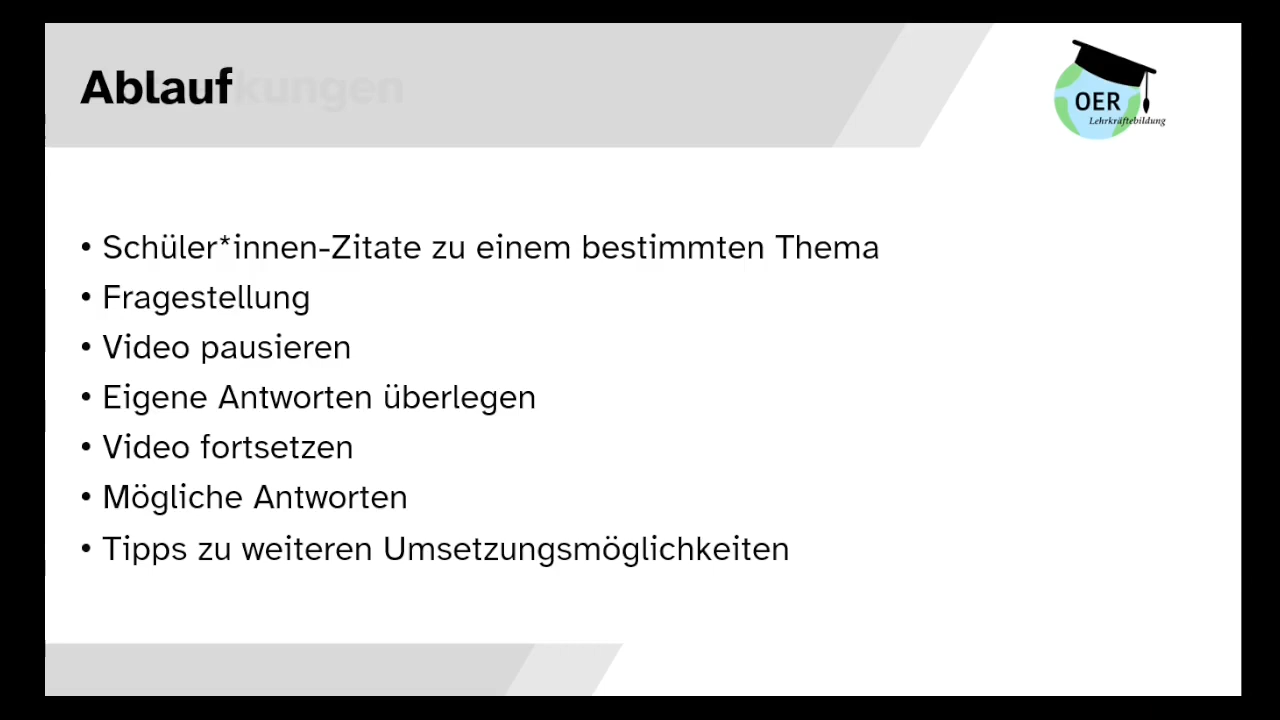 Ablauf
OER
Lehrkräftebildung
• Schüler*innen-Zitate zu einem bestimmten Thema
• Fragestellung
• Video pausieren
• Eigene Antworten überlegen
• Video fortsetzen
• Mögliche Antworten
• Tipps zu weiteren Umsetzungsmöglichkeiten